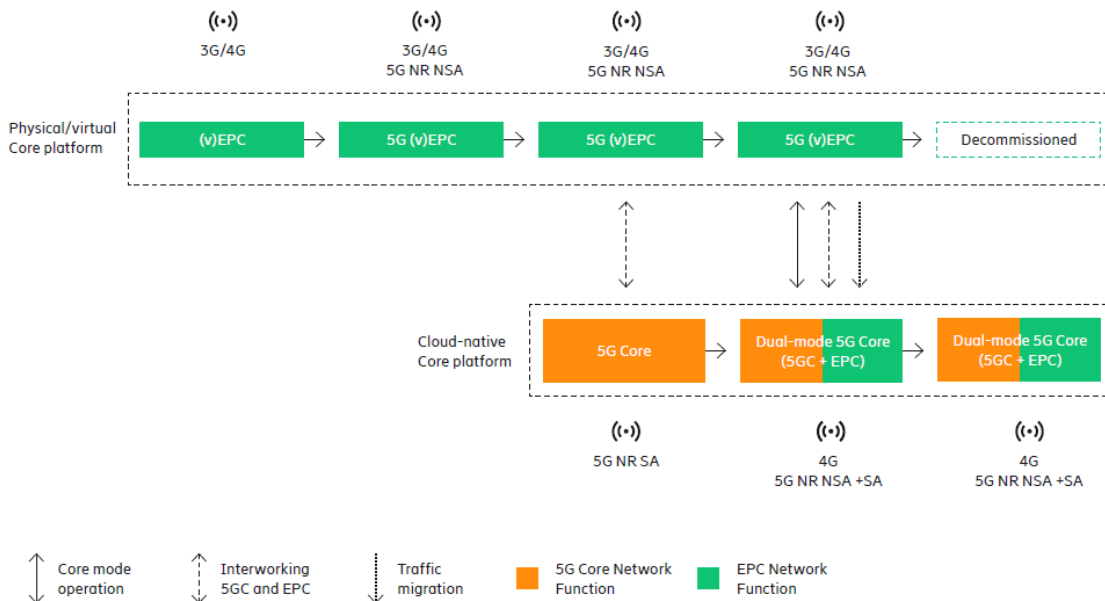 3G/4G
3G/4G
5G NR NSA
3G/4G
5G NR NSA
3G/4G
5G NR NSA
Physical/virtual
Core platform
(v)EPC
5G (v)EPC
5G (v)EPC
5G (v)EPC
Decommissioned
Cloud-native
Core platform
5G Core
Dual-mode 5G Core
(5GC + EPC)
Dual-mode 5G Core
(5GC + EPC)
5G NR SA
4G
5G NR NSA +SA
4G
5G NR NSA +SA
Core mode
operation
Interworking
5GC and EPC
Traffic
migration
5G Core Network
Function
EPC Network
Function